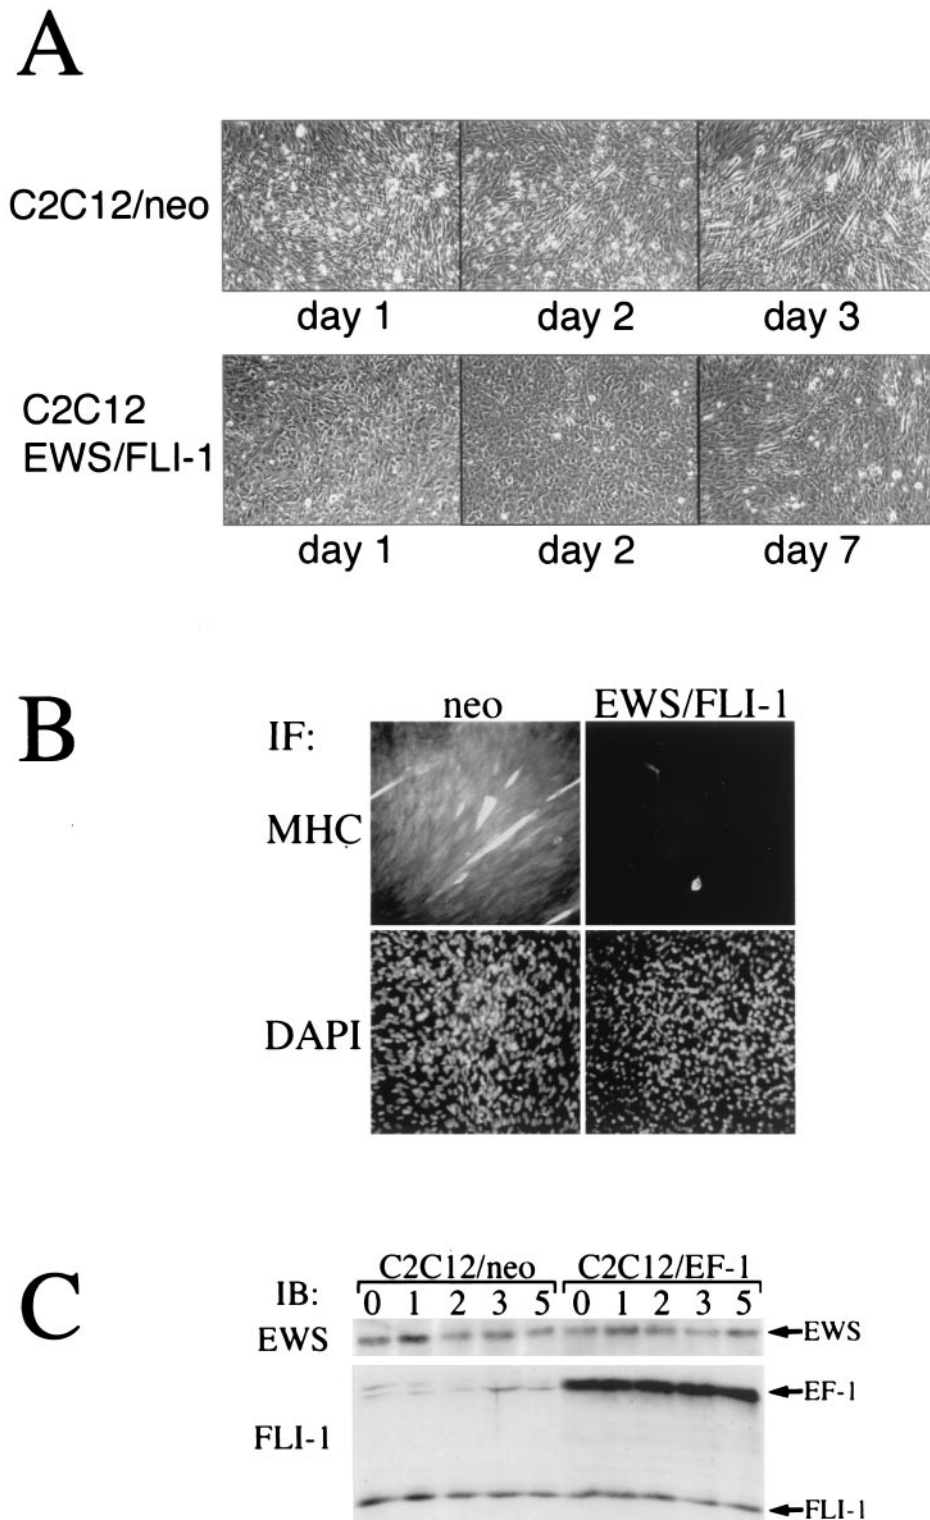 A
C2C12/neo
day 1 day 2 day 3
C2C12
EWS/FLI-1
day 1 day 2 day 7
B
neo EWS/FLI-1
IF:
MHC
DAPI
C
C2C12/neo C2C12/EF-1
IB: 0 1 2 3 5 0 1 2 3 5
EWS EWS
EF-1
FLI-1
FLI-1